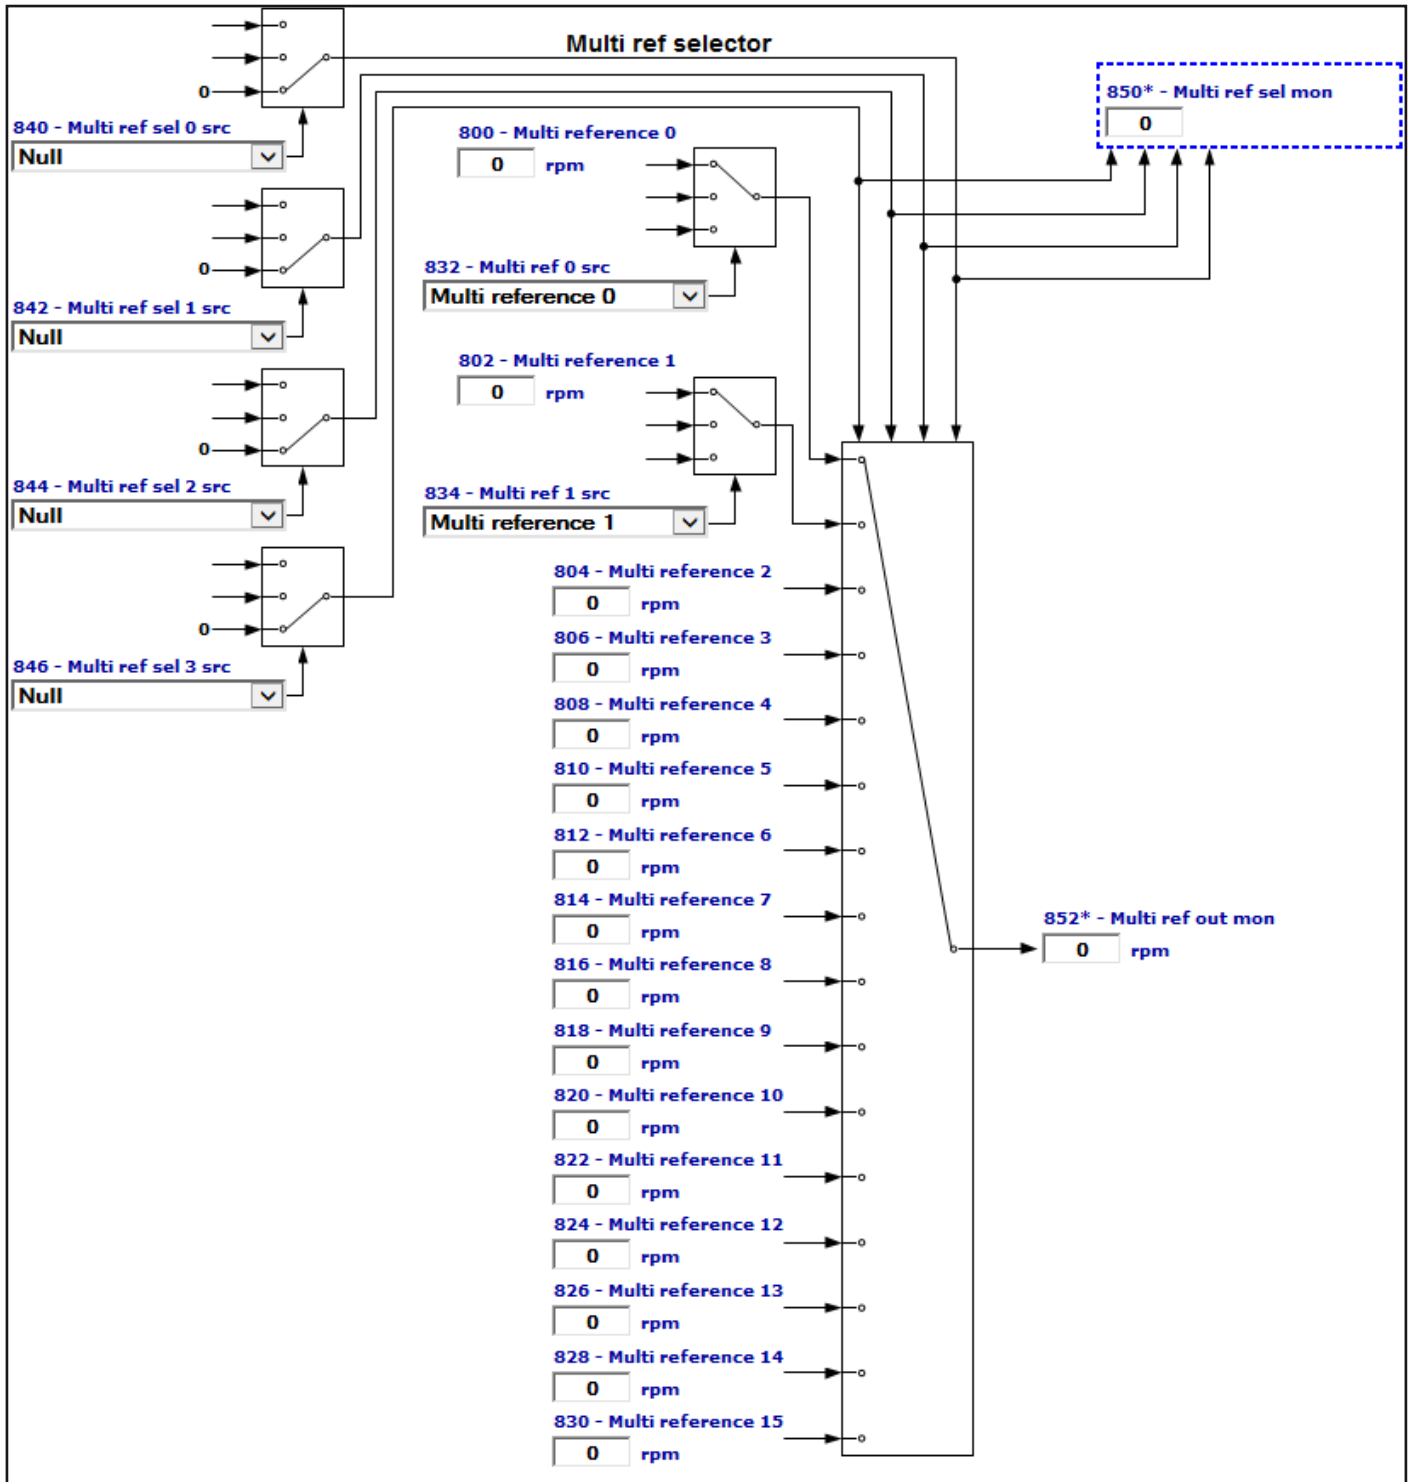 Multi ref selector
0
840 - Multi ref sel 0 src
Null
0
842 - Multi ref sel 1 src
Null
0
844 - Multi ref sel 2 src
Null
0
846 - Multi ref sel 3 src
Null
800 - Multi reference 0
0 rpm
832 - Multi ref 0 src
Multi reference 0
802 - Multi reference 1
0 rpm
834 - Multi ref 1 src
Multi reference 1
804 - Multi reference 2
0 rpm
806 - Multi reference 3
0 rpm
808 - Multi reference 4
0 rpm
810 - Multi reference 5
0 rpm
812 - Multi reference 6
0 rpm
814 - Multi reference 7
0 rpm
816 - Multi reference 8
0 rpm
818 - Multi reference 9
0 rpm
820 - Multi reference 10
0 rpm
822 - Multi reference 11
0 rpm
824 - Multi reference 12
0 rpm
826 - Multi reference 13
0 rpm
828 - Multi reference 14
0 rpm
830 - Multi reference 15
0 rpm
850* - Multi ref sel mon
0
852* - Multi ref out mon
0 rpm